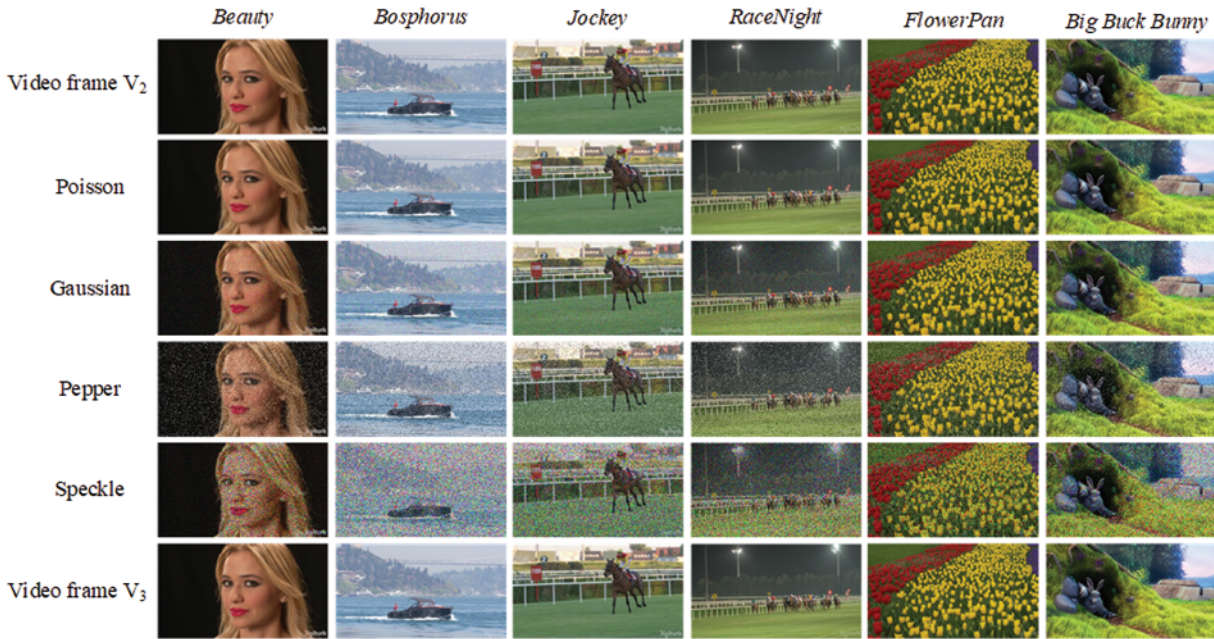 Beauty Bosphorus Jockey RaceNight FlowerPan Big Buck Bunny
Video frame V2
Poisson
Gaussian
Pepper
Speckle
Video frame V3